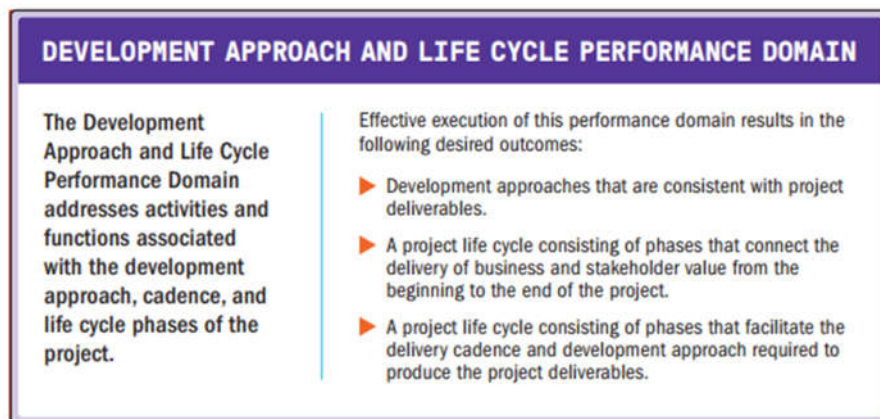 DEVELOPMENT APPROACH AND LIFE CYCLE PERFORMANCE DOMAIN
The Development
Approach and Life Cycle
Performance Domain
addresses activities and
functions associated
with the development
approach, cadence, and
life cycle phases of the
project.
Effective execution of this performance domain results in the
following desired outcomes:
Development approaches that are consistent with project
deliverables.
A project life cycle consisting of phases that connect the
delivery of business and stakeholder value from the
beginning to the end of the project.
A project life cycle consisting of phases that facilitate the
delivery cadence and development approach required to
produce the project deliverables.